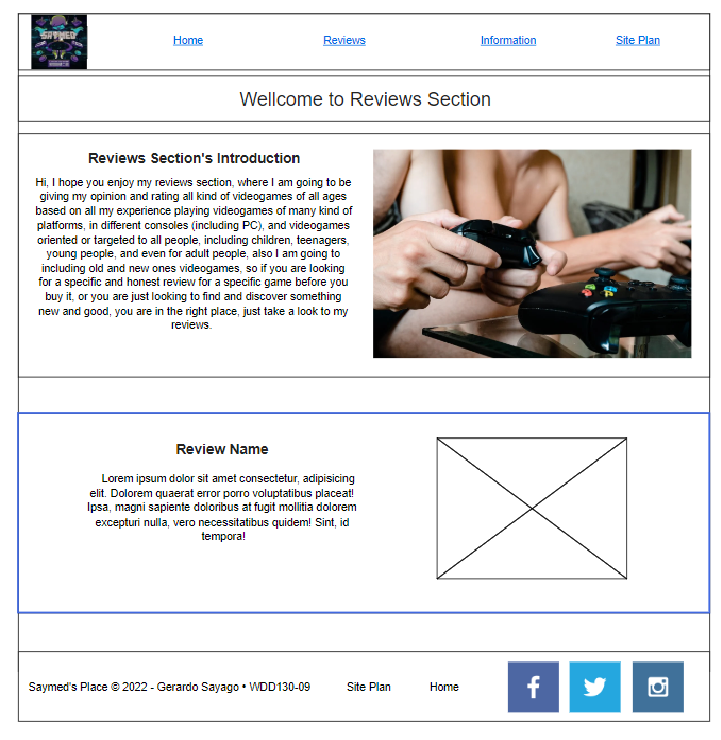 SAYMED
Home Reviews Information Site Plan
Wellcome to Reviews Section
Reviews Section's Introduction
Hi, I hope you enjoy my reviews section, where I am going to be
giving my opinion and rating all kind of videogames of all ages
based on all my experience playing videogames of many kind of
platforms, in different consoles (including PC), and videogames
oriented or targeted to all people, including children, teenagers,
young people, and even for adult people, also I am going to
including old and new ones videogames, so if you are looking
for a specific and honest review for a specific game before you
buy it, or you are just looking to find and discover something
new and good, you are in the right place, just take a look to my
reviews.
Review Name
Lorem ipsum dolor sit amet consectetur, adipisicing
elit. Dolorem quaerat error porro voluptatibus placeat!
Ipsa, magni sapiente doloribus at fugit mollitia dolorem
excepturi nulla, vero necessitatibus quidem! Sint, id
tempora!
Saymed's Place © 2022 - Gerardo Sayago • WDD130-09 Site Plan Home